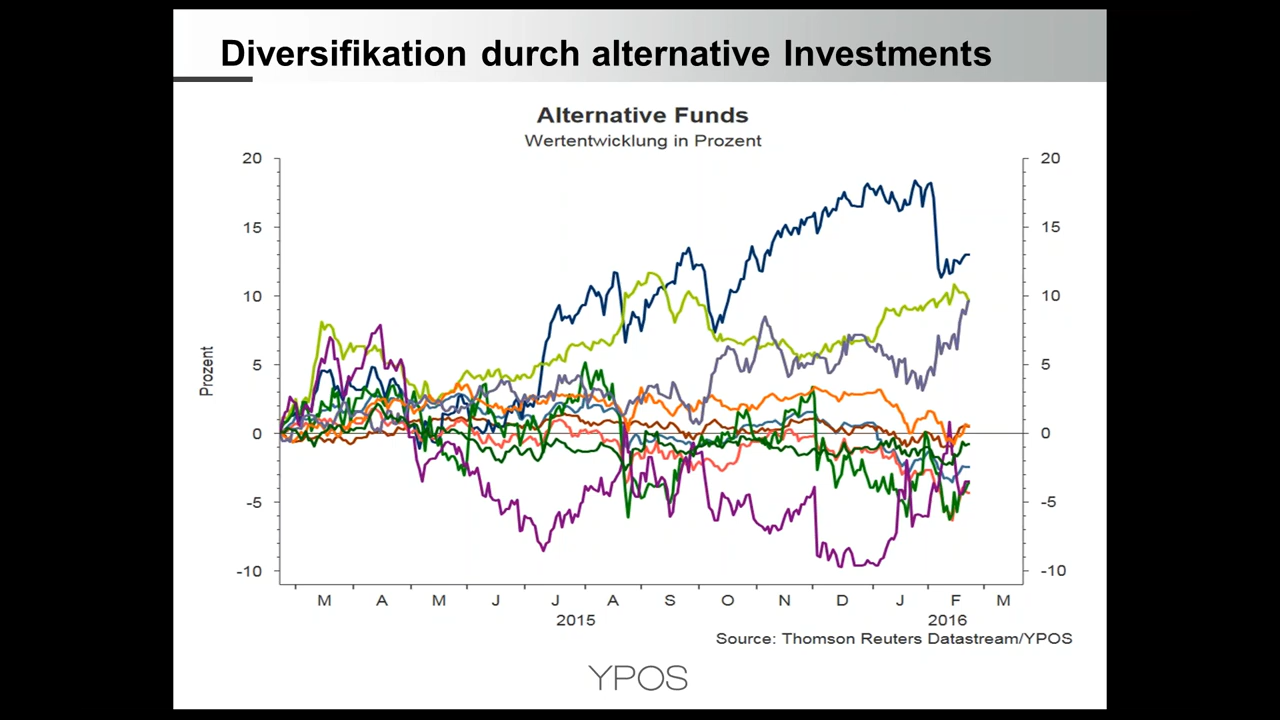 Diversifikation durch alternative Investments
Alternative Funds
Wertentwicklung in Prozent
20 20
15 15
10 10
5 5
0 0
-5 -5
-10 -10
Prozent
M A M J J A S O N D J F M
2015 2016
Source: Thomson Reuters Datastream/YPOS
YPOS